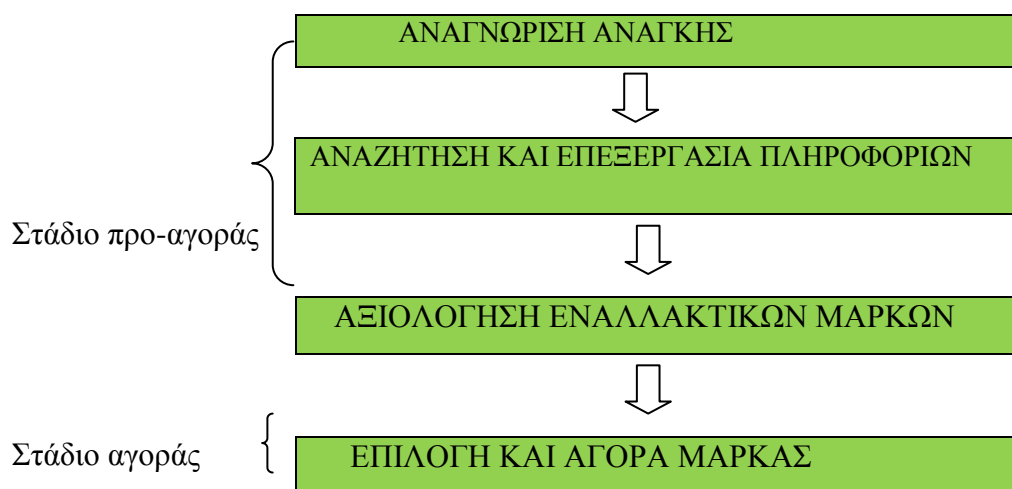 ΑΝΑΓΝΩΡΙΣΗ ΑΝΑΓΚΗΣ
ΑΝΑΖΗΤΗΣΗ ΚΑΙ ΕΠΕΞΕΡΓΑΣΙΑ ΠΛΗΡΟΦΟΡΙΩΝ
Στάδιο προ-αγοράς
ΑΞΙΟΛΟΓΗΣΗ ΕΝΑΛΛΑΚΤΙΚΩΝ ΜΑΡΚΩΝ
Στάδιο αγοράς
ΕΠΙΛΟΓΗ ΚΑΙ ΑΓΟΡΑ ΜΑΡΚΑΣ